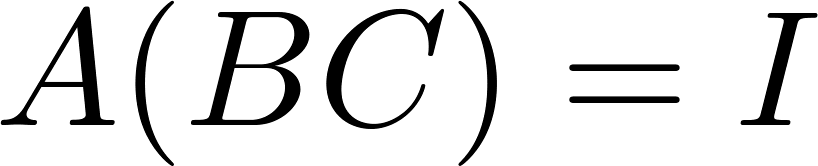 A(BC) = I